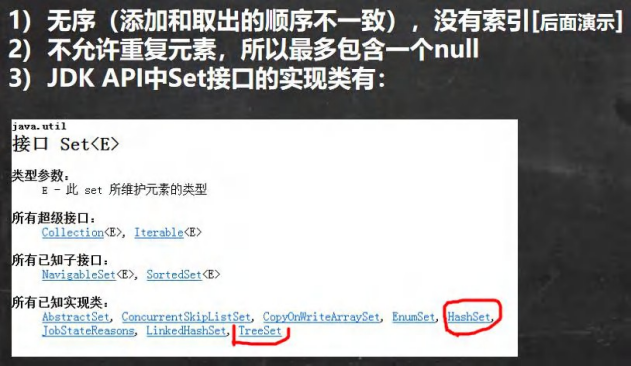 1）无序（添加和取出的顺序不一致），没有索引[后面演示]
2）不允许重复元素，所以最多包含一个null
3）JDK API中Set接口的实现类有：
java.util
接口 Set<E>
类型参数：
E - 此 set 所维护元素的类型
所有超级接口：
Collection<E>, Iterable<E>
所有已知子接口：
NavigableSet<E>, SortedSet<E>
所有已知实现类：
AbstractSet, ConcurrentSkipListSet, CopyOnWriteArraySet, EnumSet, HashSet,
JobStateReasons, LinkedHashSet, TreeSet